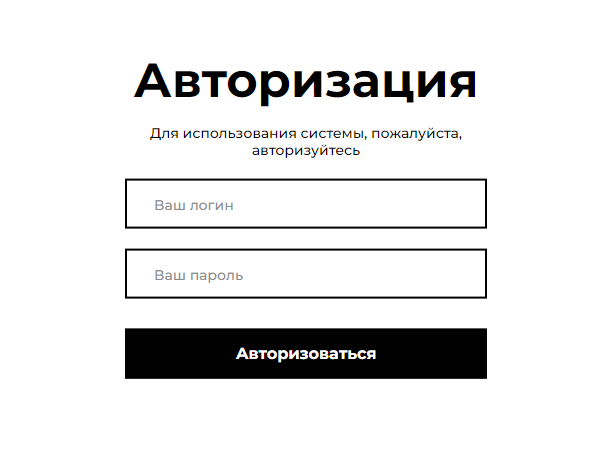 Авторизация
Для использования системы, пожалуйста,
авторизуйтесь
Ваш логин
Ваш пароль
Авторизоваться